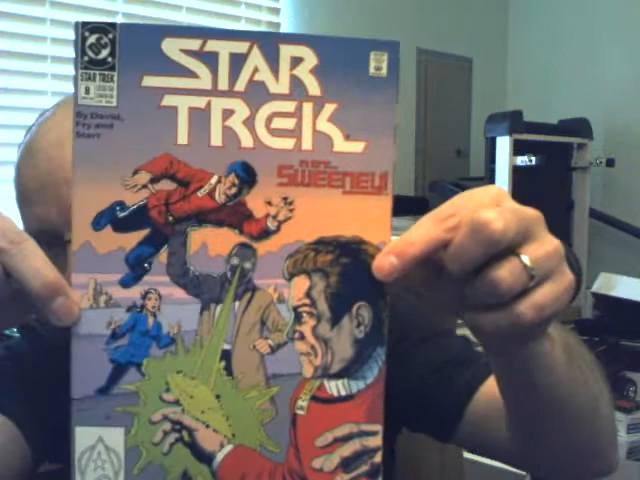 DC
STAR TREK
8
STAR
TREK
By David,
Fry and
Starr
SWEENEY!